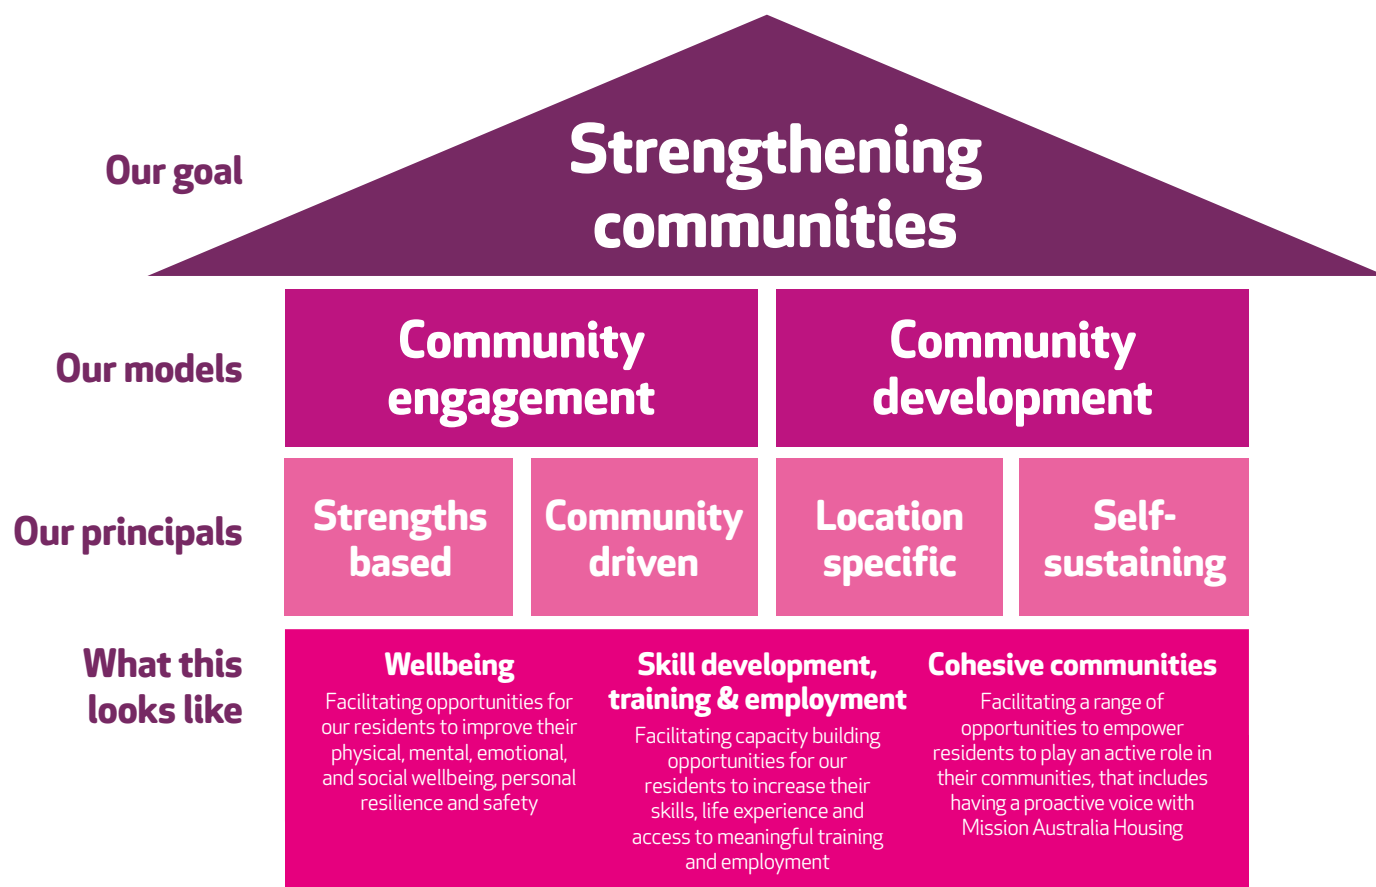 Our goal
Strengthening
communities
Our models
Community
engagement
Community
development
Our principals
Strengths
based
Community
driven
Location
specific
Self-
sustaining
What this
looks like
Wellbeing
Facilitating opportunities for
our residents to improve their
physical, mental, emotional,
and social wellbeing, personal
resilience and safety
Skill development,
training & employment
Facilitating capacity building
opportunities for our
residents to increase their
skills, life experience and
access to meaningful training
and employment
Cohesive communities
Facilitating a range of
opportunities to empower
residents to play an active role in
their communities, that includes
having a proactive voice with
Mission Australia Housing